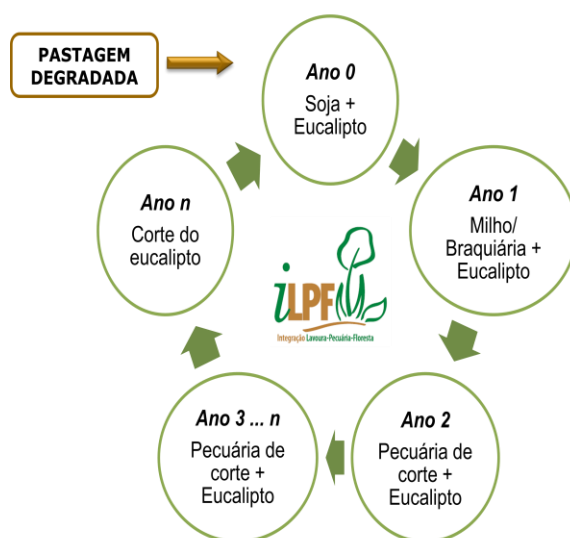 PASTAGEM
DEGRADADA
Ano 0
Soja +
Eucalipto
Ano 1
Milho/
Braquiária +
Eucalipto
Ano 2
Pecuária de
corte +
Eucalipto
Ano 3 ... n
Pecuária de
corte +
Eucalipto
Ano n
Corte do
eucalipto
iLPF
Integração Lavoura-Pecuária-Floresta